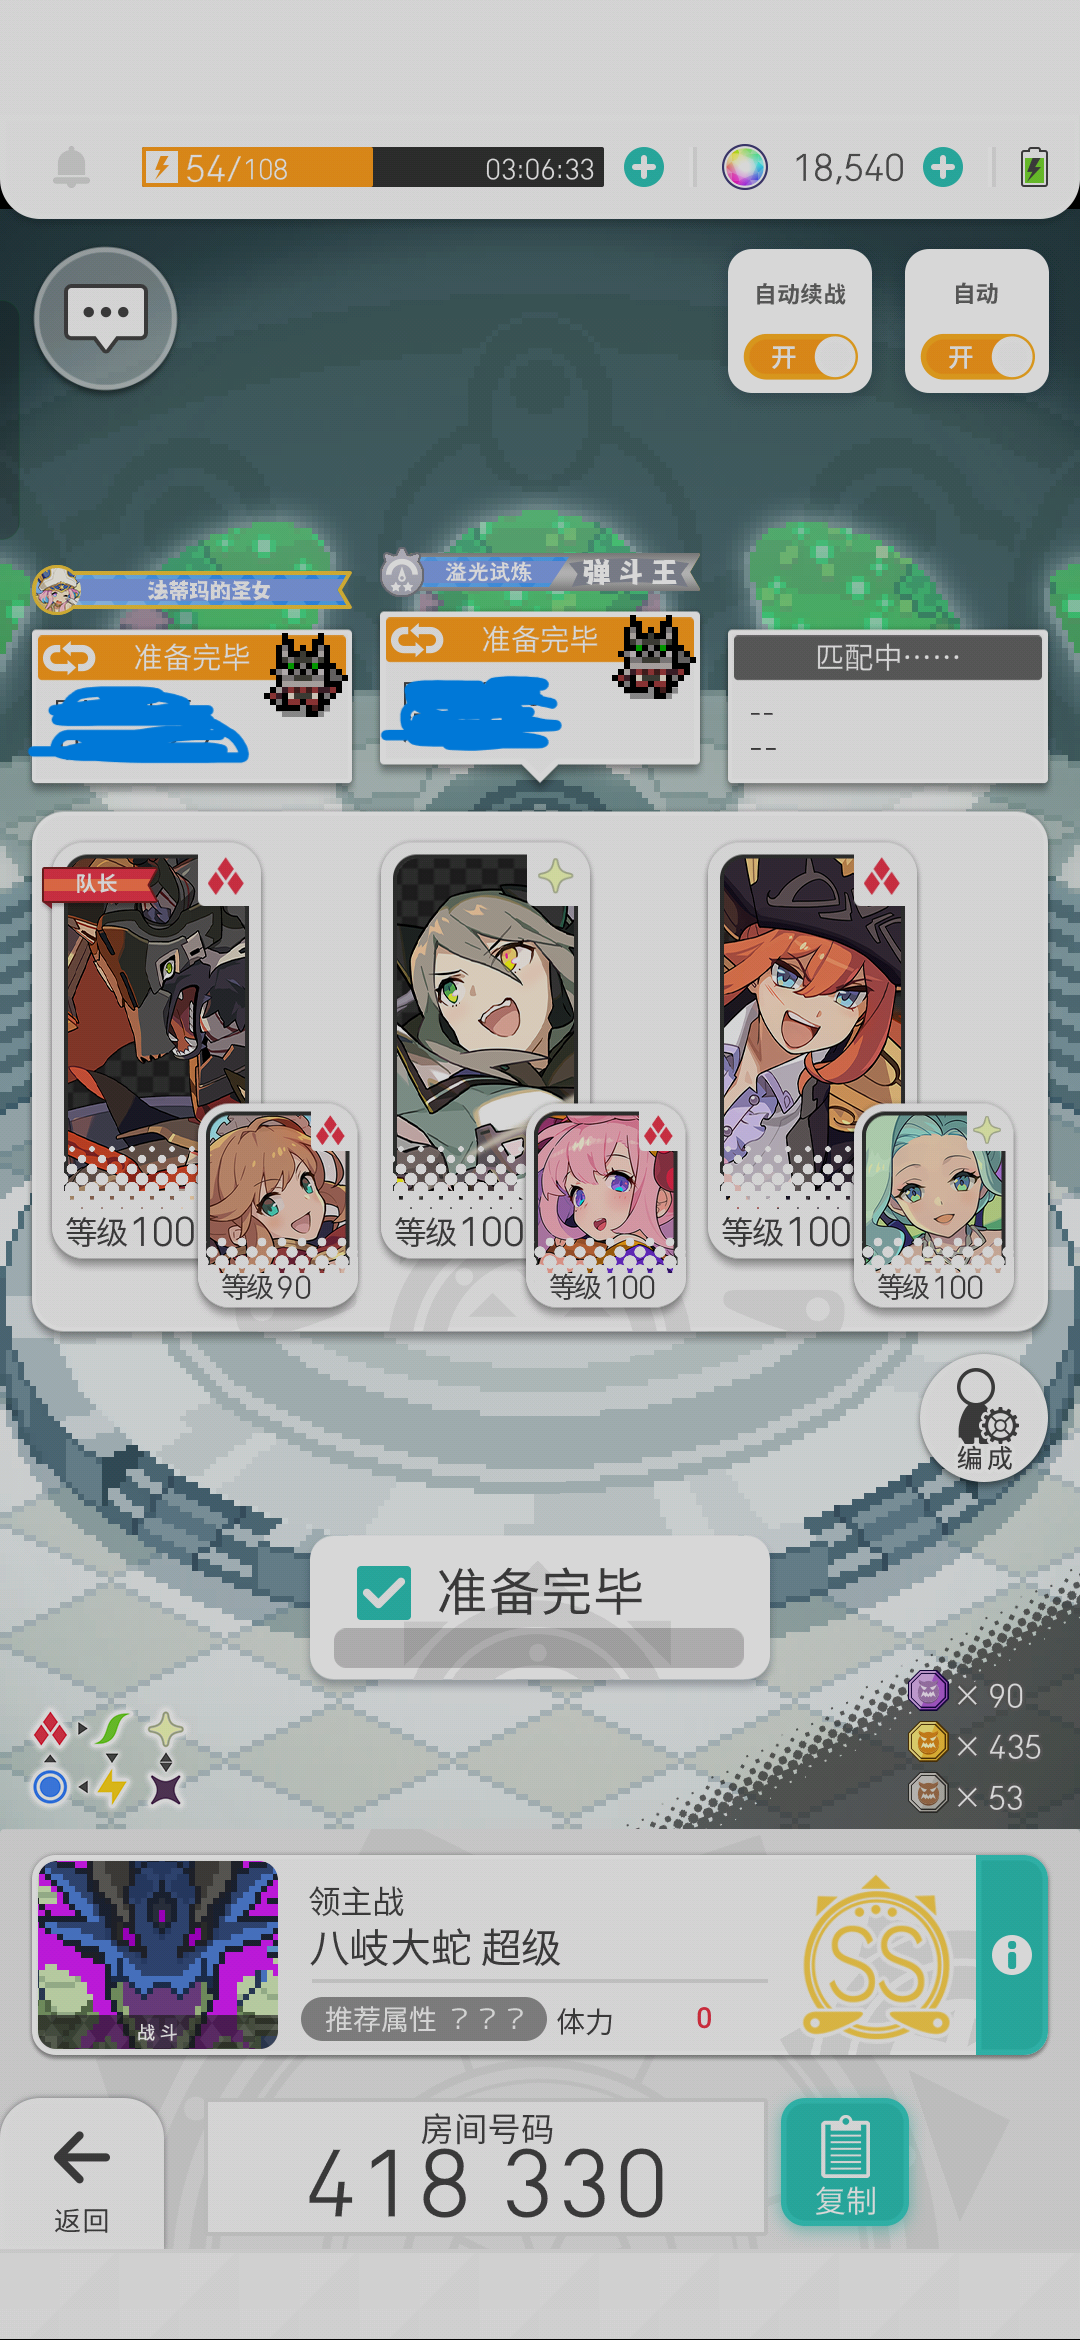 54/108
03:06:33
18,540
自动续战
开
自动
开
法蒂玛的圣女
溢光试炼
弹斗王
准备完毕
准备完毕
匹配中……
--
--
队长
等级100
等级90
等级100
等级100
等级100
等级100
编成
准备完毕
× 90
× 435
× 53
领主战
八岐大蛇 超级
战斗
推荐属性 ？？？
体力
0
SS
房间号码
418 330
返回
复制